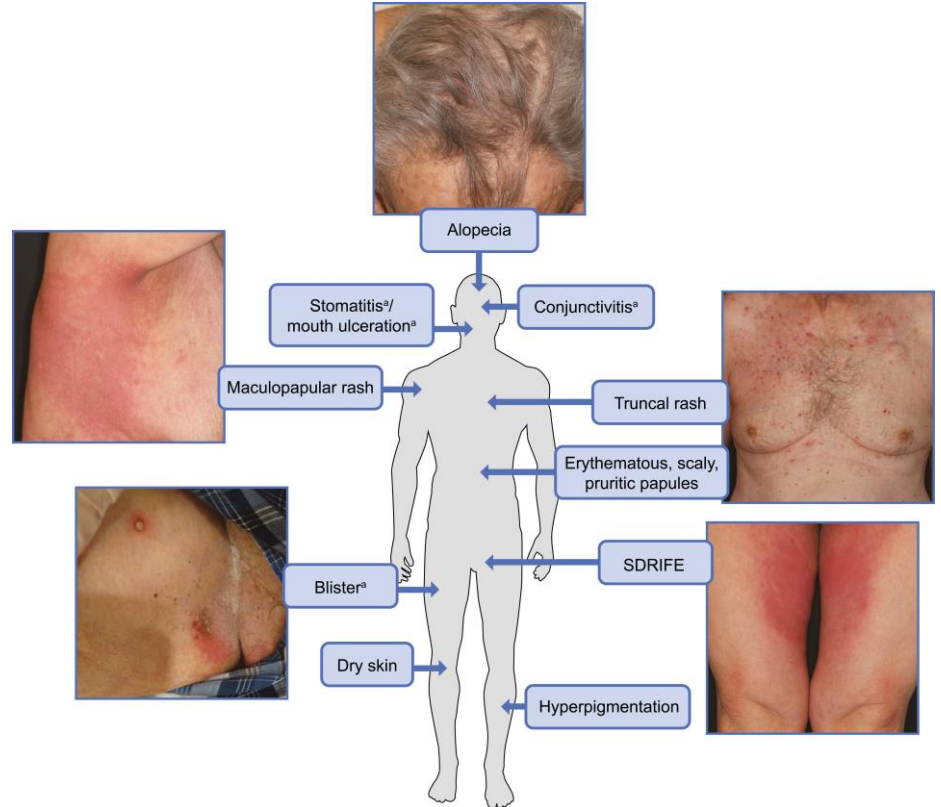 Alopecia
Stomatitisᵃ/
mouth ulcerationᵃ
Conjunctivitisᵃ
Maculopapular rash
Truncal rash
Erythematous, scaly,
pruritic papules
SDRIFE
Blisterᵃ
Dry skin
Hyperpigmentation